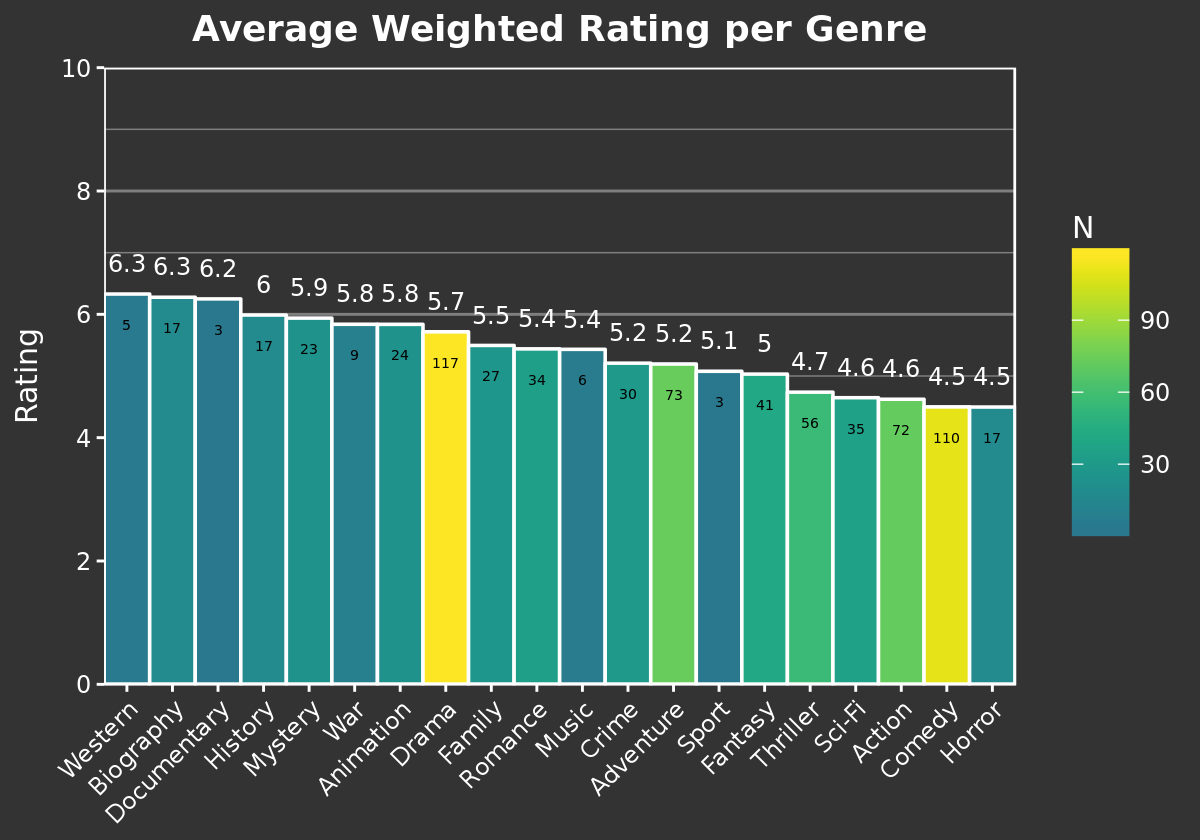 Average Weighted Rating per Genre
Rating
10
8
6
4
2
0
6.3 6.3 6.2 6 5.9 5.8 5.8 5.7 5.5 5.4 5.4 5.2 5.2 5.1 5 4.7 4.6 4.6 4.5 4.5
5 17 3 17 23 9 24 117 27 34 6 30 73 3 41 56 35 72 110 17
Western Biography Documentary History Mystery War Animation Drama Family Romance Music Crime Adventure Sport Fantasy Thriller Sci-Fi Action Comedy Horror
N
90
60
30